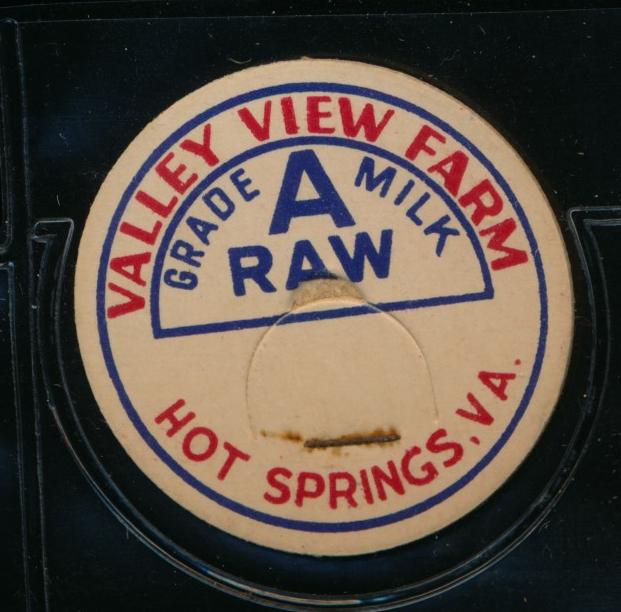 VALLEY VIEW FARM
GRADE A MILK
RAW
HOT SPRINGS, VA.